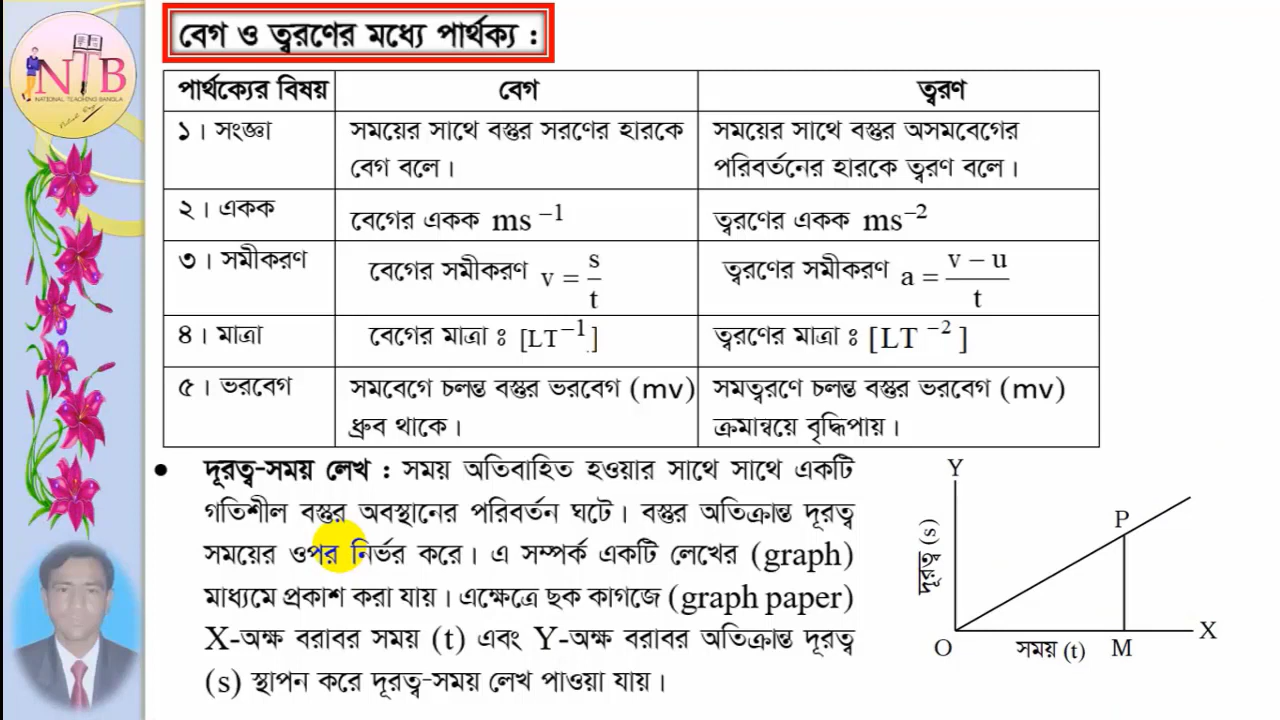 NTB
NATIONAL TEACHING BANGLA
বেগ ও ত্বরণের মধ্যে পার্থক্য :
পার্থক্যের বিষয় বেগ ত্বরণ
১। সংজ্ঞা সময়ের সাথে বস্তুর সরণের হারকে বেগ বলে। সময়ের সাথে বস্তুর অসমবেগের পরিবর্তনের হারকে ত্বরণ বলে।
২। একক বেগের একক ms⁻¹ ত্বরণের একক ms⁻²
৩। সমীকরণ বেগের সমীকরণ v = s/t ত্বরণের সমীকরণ a = (v − u)/t
৪। মাত্রা বেগের মাত্রা ঃ [LT⁻¹] ত্বরণের মাত্রা ঃ [LT⁻²]
৫। ভরবেগ সমবেগে চলন্ত বস্তুর ভরবেগ (mv) ধ্রুব থাকে। সমত্বরণে চলন্ত বস্তুর ভরবেগ (mv) ক্রমান্বয়ে বৃদ্ধিপায়।
● দূরত্ব-সময় লেখ : সময় অতিবাহিত হওয়ার সাথে সাথে একটি
গতিশীল বস্তুর অবস্থানের পরিবর্তন ঘটে। বস্তুর অতিক্রান্ত দূরত্ব
সময়ের ওপর নির্ভর করে। এ সম্পর্ক একটি লেখের (graph)
মাধ্যমে প্রকাশ করা যায়। এক্ষেত্রে ছক কাগজে (graph paper)
X-অক্ষ বরাবর সময় (t) এবং Y-অক্ষ বরাবর অতিক্রান্ত দূরত্ব
(s) স্থাপন করে দূরত্ব-সময় লেখ পাওয়া যায়।
Y
P
দূরত্ব (s)
X
O সময় (t) M